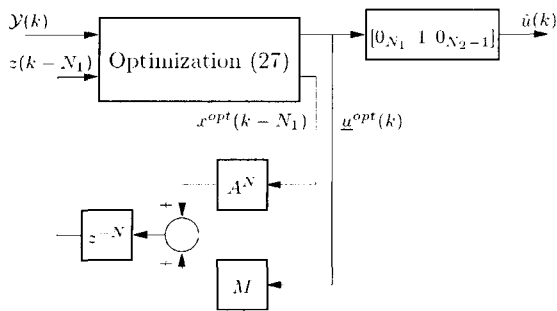 𝒴(k)
z(k − N₁)
Optimization (27)
[0_{N₁} 1 0_{N₂−1}]
û(k)
x^{opt}(k − N₁)
u̲^{opt}(k)
A^N
+
z^{−N}
+
M